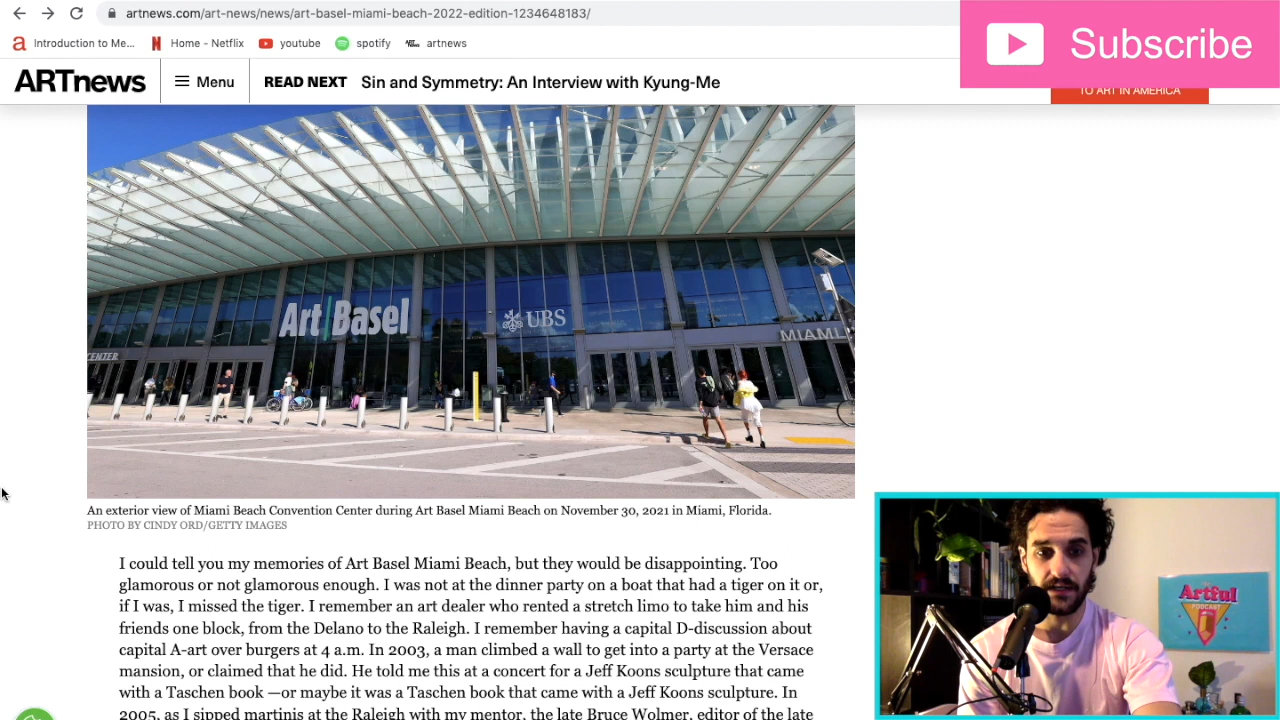 artnews.com/art-news/news/art-basel-miami-beach-2022-edition-1234648183/
Subscribe
Introduction to Me... Home - Netflix youtube spotify artnews
ARTnews Menu READ NEXT Sin and Symmetry: An Interview with Kyung-Me
TO ART IN AMERICA
Art Basel
UBS
MIAMI
CENTER
An exterior view of Miami Beach Convention Center during Art Basel Miami Beach on November 30, 2021 in Miami, Florida.
PHOTO BY CINDY ORD/GETTY IMAGES
I could tell you my memories of Art Basel Miami Beach, but they would be disappointing. Too
glamorous or not glamorous enough. I was not at the dinner party on a boat that had a tiger on it or,
if I was, I missed the tiger. I remember an art dealer who rented a stretch limo to take him and his
friends one block, from the Delano to the Raleigh. I remember having a capital D-discussion about
capital A-art over burgers at 4 a.m. In 2003, a man climbed a wall to get into a party at the Versace
mansion, or claimed that he did. He told me this at a concert for a Jeff Koons sculpture that came
with a Taschen book —or maybe it was a Taschen book that came with a Jeff Koons sculpture. In
2005, as I sipped martinis at the Raleigh with my mentor, the late Bruce Wolmer, editor of the late
Artful
PODCAST